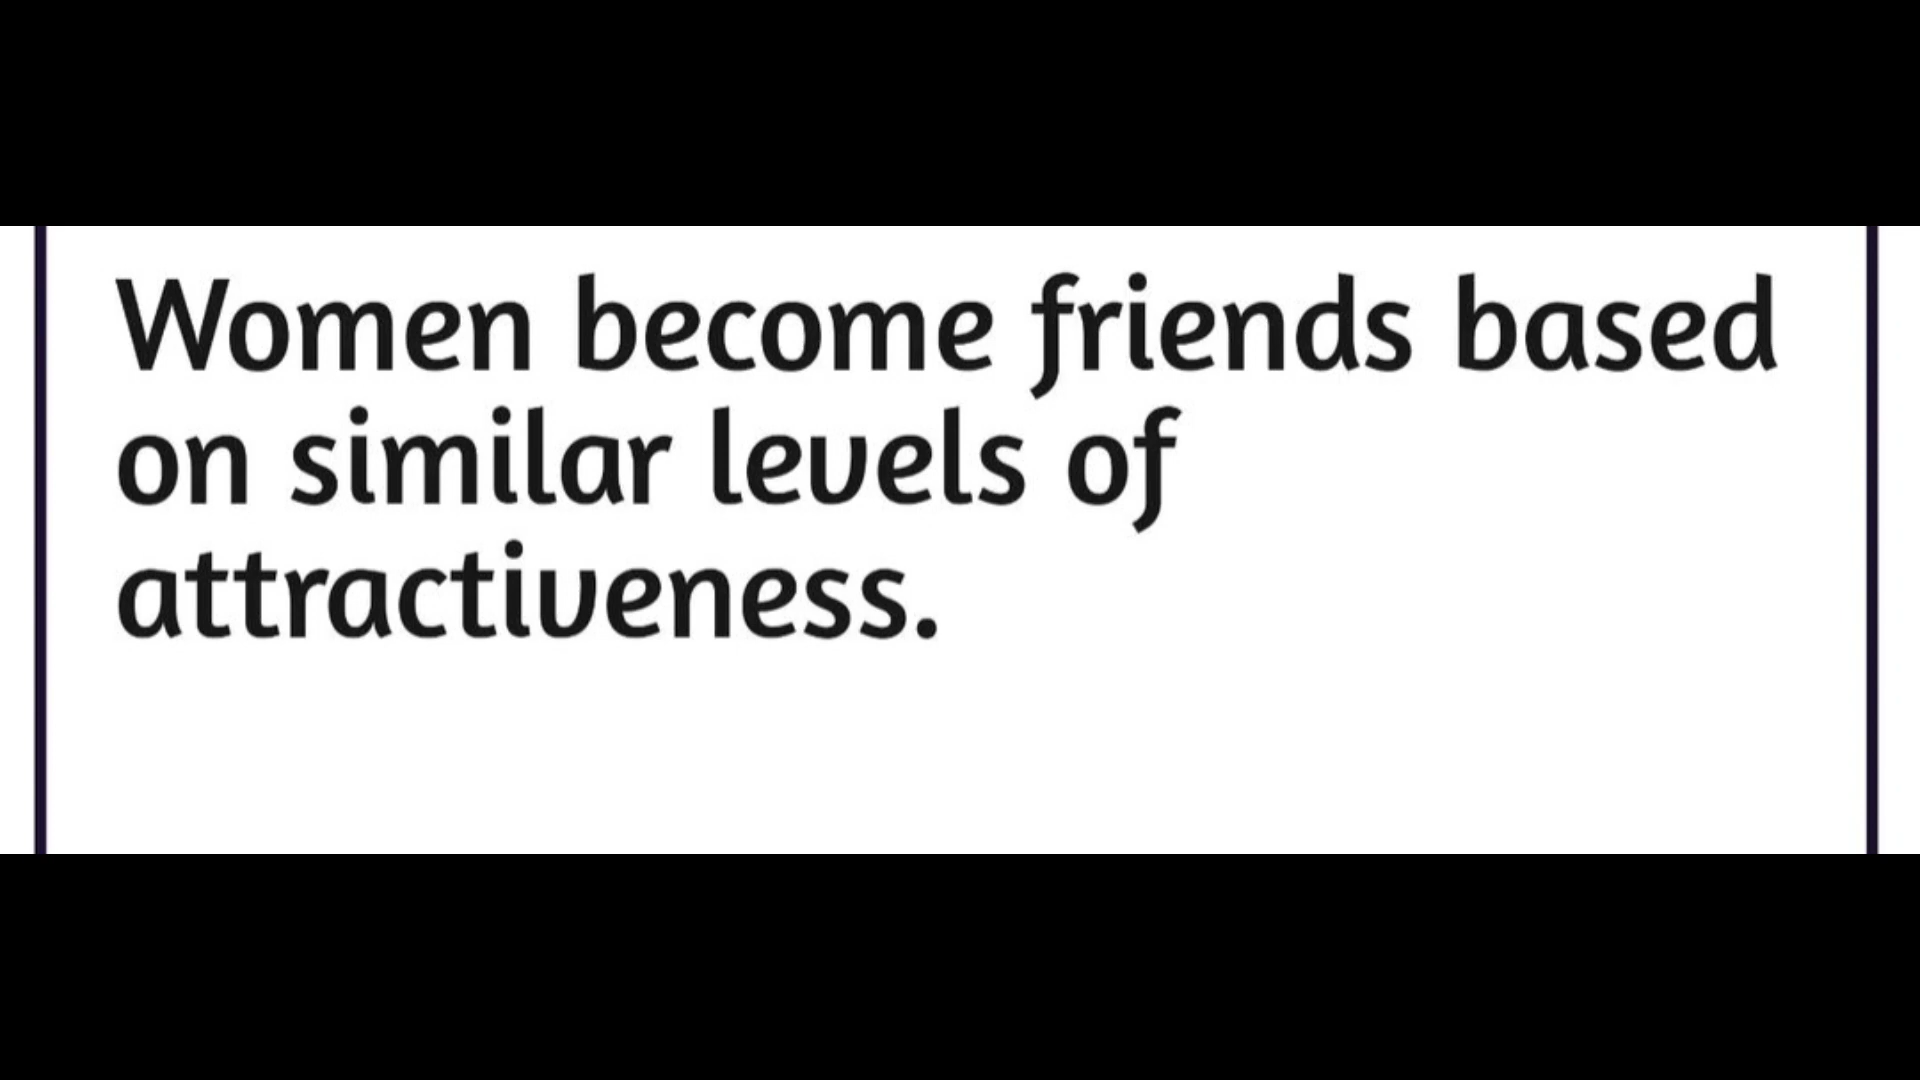 Women become friends based
on similar levels of
attractiveness.